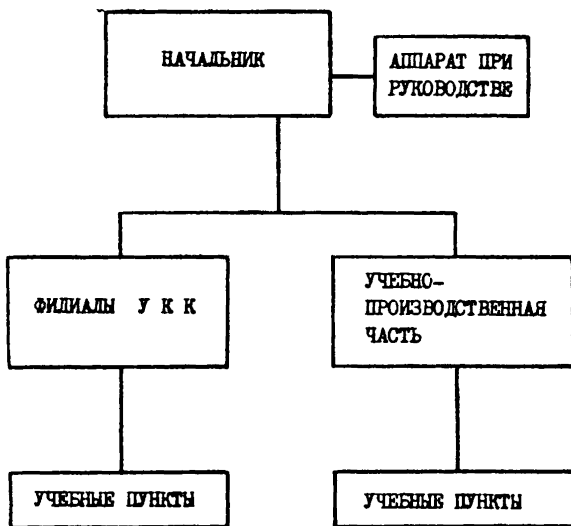 НАЧАЛЬНИК
АППАРАТ ПРИ
РУКОВОДСТВЕ
ФИЛИАЛЫ У К К
УЧЕБНО-
ПРОИЗВОДСТВЕННАЯ
ЧАСТЬ
УЧЕБНЫЕ ПУНКТЫ
УЧЕБНЫЕ ПУНКТЫ